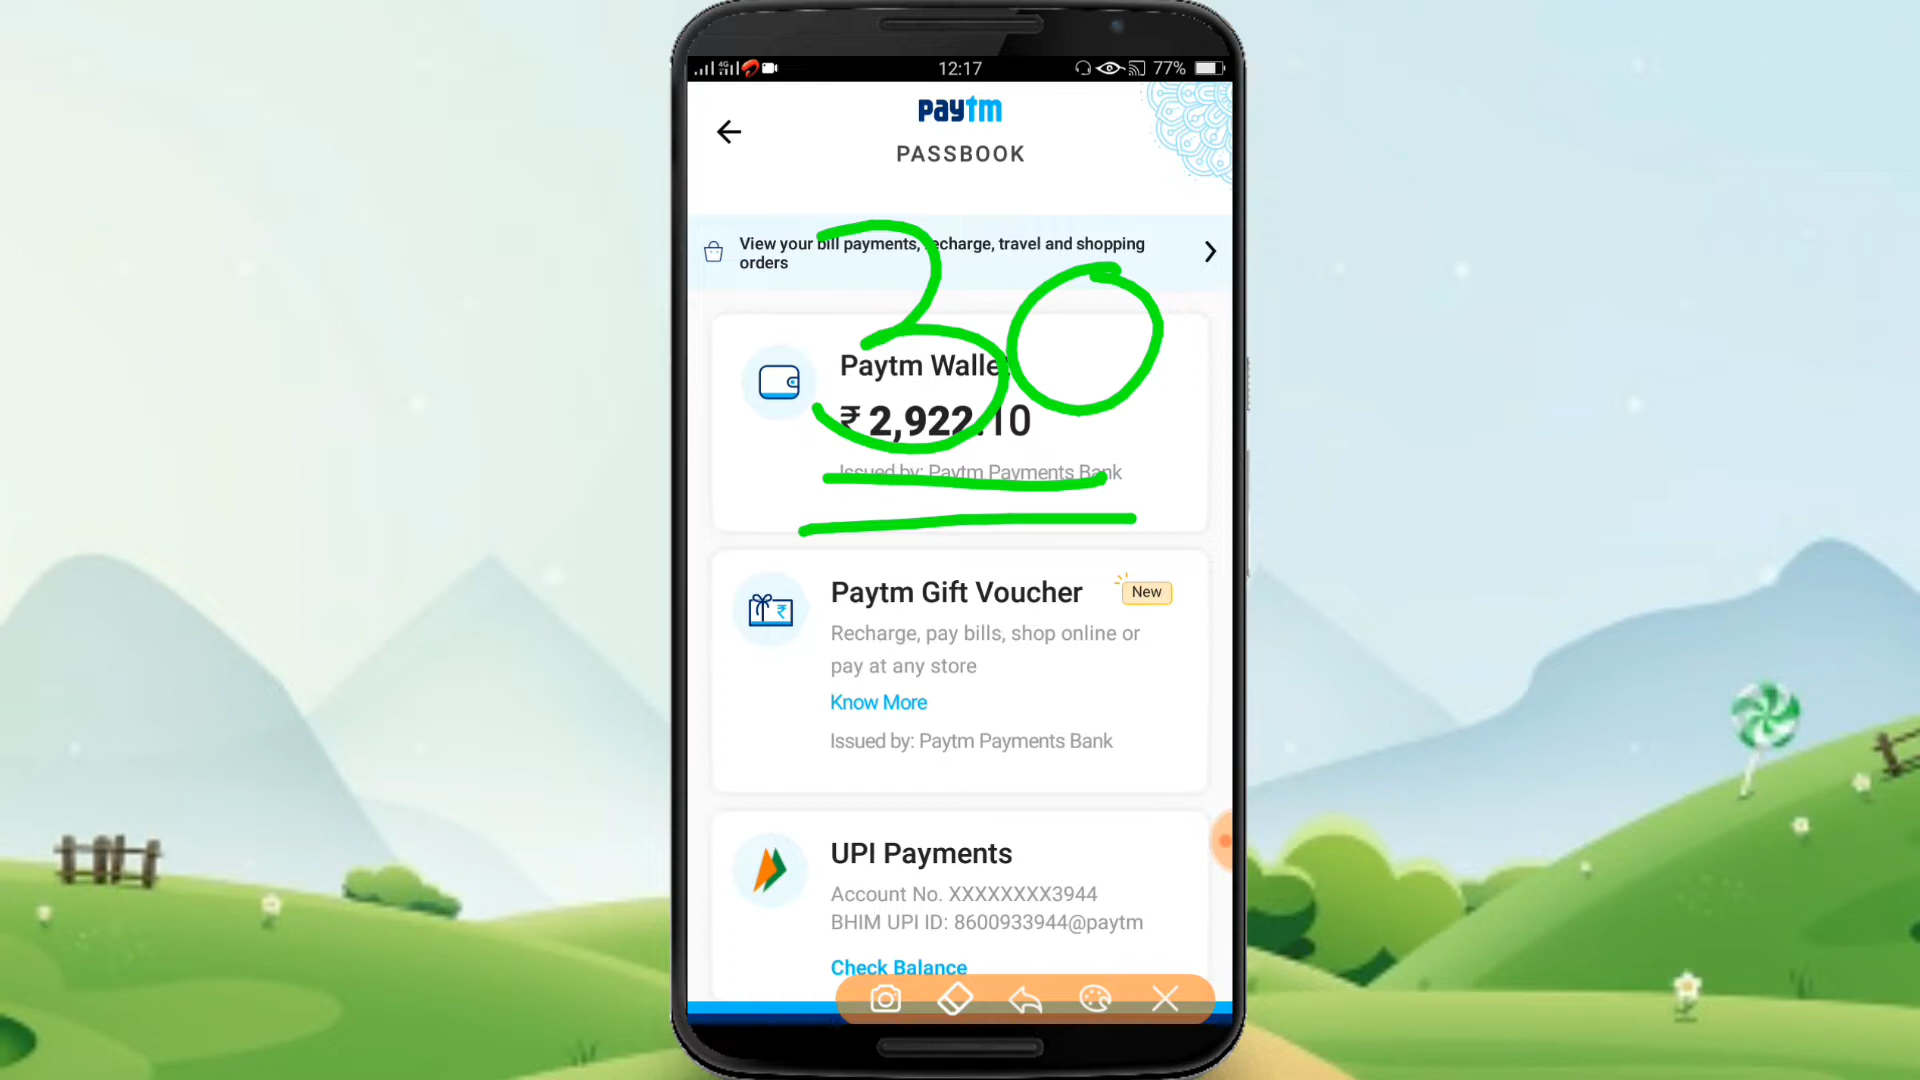 4G 12:17 77%
paytm
PASSBOOK
View your bill payments, recharge, travel and shopping
orders
30
Paytm Wallet
₹ 2,922.10
Issued by: Paytm Payments Bank
Paytm Gift Voucher New
Recharge, pay bills, shop online or
pay at any store
Know More
Issued by: Paytm Payments Bank
UPI Payments
Account No. XXXXXXXX3944
BHIM UPI ID: 8600933944@paytm
Check Balance